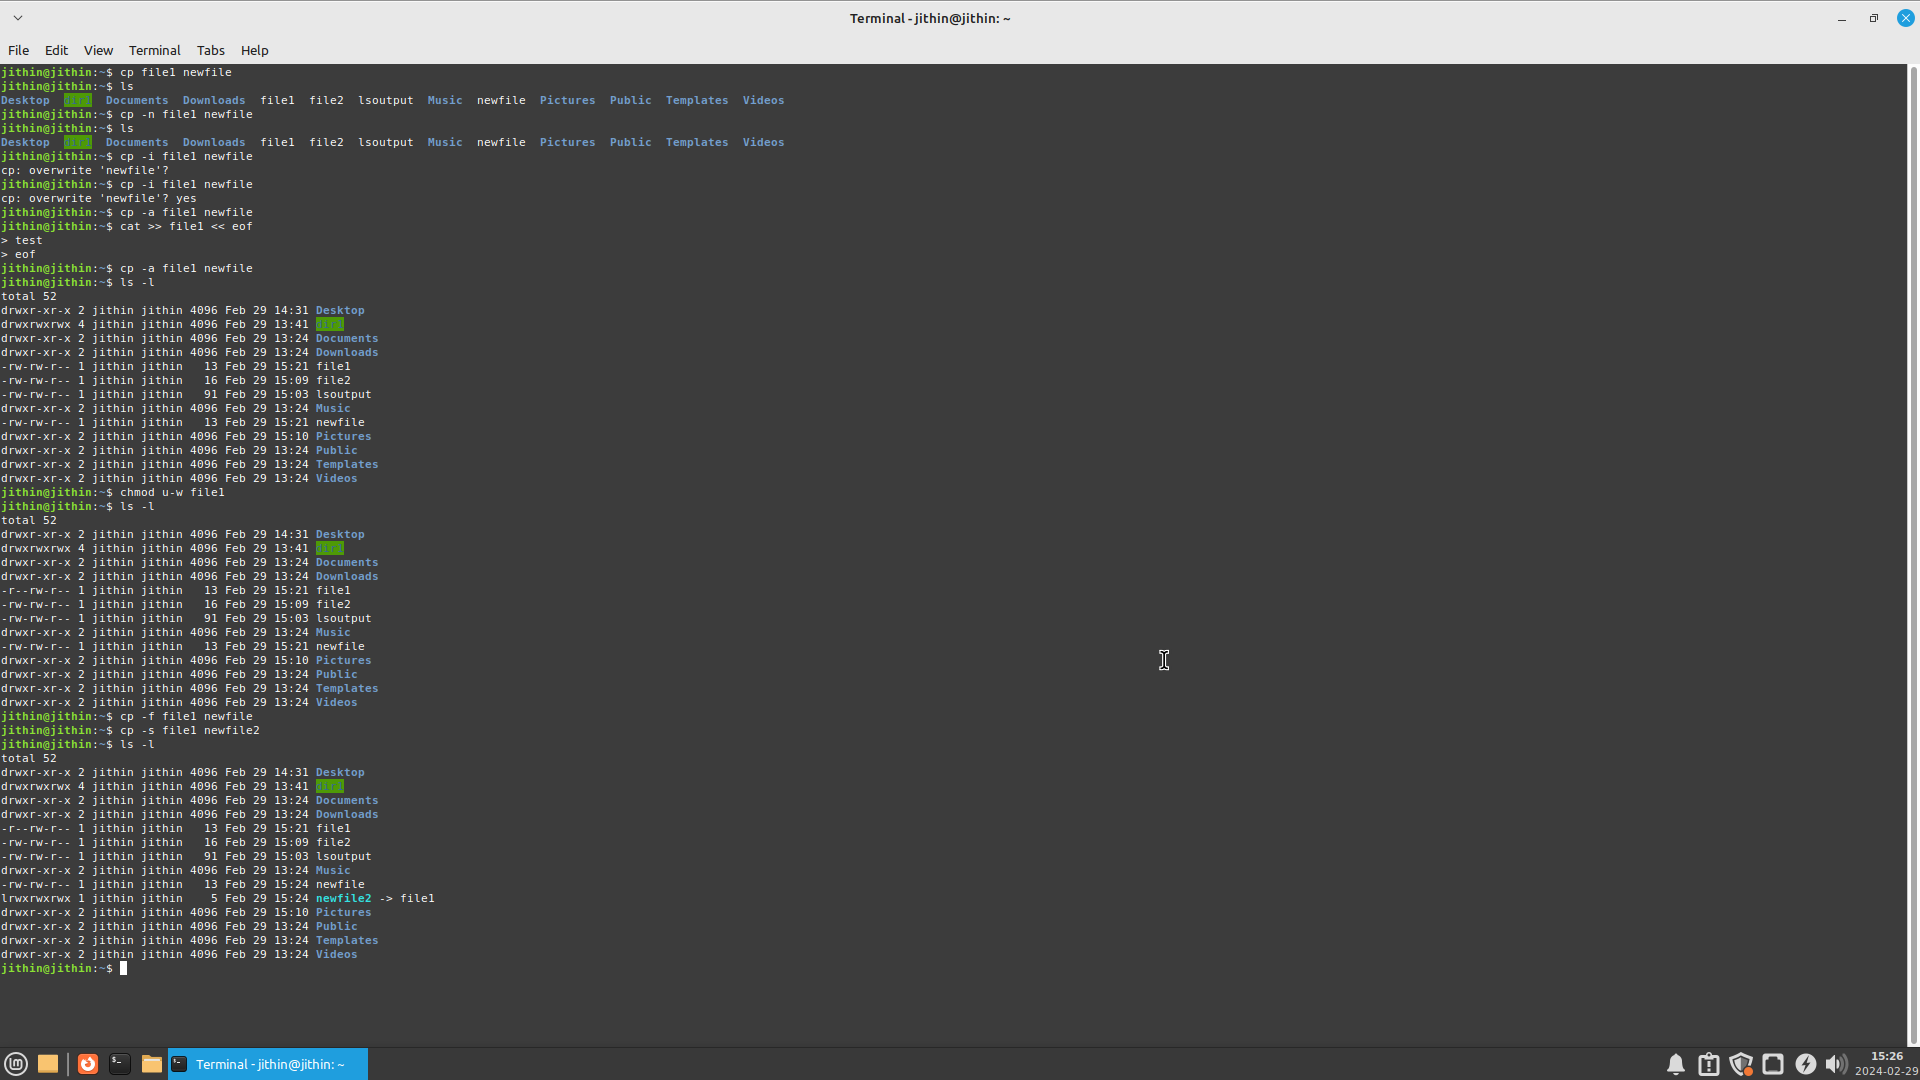 Terminal - jithin@jithin: ~
File Edit View Terminal Tabs Help
jithin@jithin:~$ cp file1 newfile
jithin@jithin:~$ ls
Desktop dir1 Documents Downloads file1 file2 lsoutput Music newfile Pictures Public Templates Videos
jithin@jithin:~$ cp -n file1 newfile
jithin@jithin:~$ ls
Desktop dir1 Documents Downloads file1 file2 lsoutput Music newfile Pictures Public Templates Videos
jithin@jithin:~$ cp -i file1 newfile
cp: overwrite 'newfile'?
jithin@jithin:~$ cp -i file1 newfile
cp: overwrite 'newfile'? yes
jithin@jithin:~$ cp -a file1 newfile
jithin@jithin:~$ cat >> file1 << eof
> test
> eof
jithin@jithin:~$ cp -a file1 newfile
jithin@jithin:~$ ls -l
total 52
drwxr-xr-x 2 jithin jithin 4096 Feb 29 14:31 Desktop
drwxrwxrwx 4 jithin jithin 4096 Feb 29 13:41 dir1
drwxr-xr-x 2 jithin jithin 4096 Feb 29 13:24 Documents
drwxr-xr-x 2 jithin jithin 4096 Feb 29 13:24 Downloads
-rw-rw-r-- 1 jithin jithin   13 Feb 29 15:21 file1
-rw-rw-r-- 1 jithin jithin   16 Feb 29 15:09 file2
-rw-rw-r-- 1 jithin jithin   91 Feb 29 15:03 lsoutput
drwxr-xr-x 2 jithin jithin 4096 Feb 29 13:24 Music
-rw-rw-r-- 1 jithin jithin   13 Feb 29 15:21 newfile
drwxr-xr-x 2 jithin jithin 4096 Feb 29 15:10 Pictures
drwxr-xr-x 2 jithin jithin 4096 Feb 29 13:24 Public
drwxr-xr-x 2 jithin jithin 4096 Feb 29 13:24 Templates
drwxr-xr-x 2 jithin jithin 4096 Feb 29 13:24 Videos
jithin@jithin:~$ chmod u-w file1
jithin@jithin:~$ ls -l
total 52
drwxr-xr-x 2 jithin jithin 4096 Feb 29 14:31 Desktop
drwxrwxrwx 4 jithin jithin 4096 Feb 29 13:41 dir1
drwxr-xr-x 2 jithin jithin 4096 Feb 29 13:24 Documents
drwxr-xr-x 2 jithin jithin 4096 Feb 29 13:24 Downloads
-r--rw-r-- 1 jithin jithin   13 Feb 29 15:21 file1
-rw-rw-r-- 1 jithin jithin   16 Feb 29 15:09 file2
-rw-rw-r-- 1 jithin jithin   91 Feb 29 15:03 lsoutput
drwxr-xr-x 2 jithin jithin 4096 Feb 29 13:24 Music
-rw-rw-r-- 1 jithin jithin   13 Feb 29 15:21 newfile
drwxr-xr-x 2 jithin jithin 4096 Feb 29 15:10 Pictures
drwxr-xr-x 2 jithin jithin 4096 Feb 29 13:24 Public
drwxr-xr-x 2 jithin jithin 4096 Feb 29 13:24 Templates
drwxr-xr-x 2 jithin jithin 4096 Feb 29 13:24 Videos
jithin@jithin:~$ cp -f file1 newfile
jithin@jithin:~$ cp -s file1 newfile2
jithin@jithin:~$ ls -l
total 52
drwxr-xr-x 2 jithin jithin 4096 Feb 29 14:31 Desktop
drwxrwxrwx 4 jithin jithin 4096 Feb 29 13:41 dir1
drwxr-xr-x 2 jithin jithin 4096 Feb 29 13:24 Documents
drwxr-xr-x 2 jithin jithin 4096 Feb 29 13:24 Downloads
-r--rw-r-- 1 jithin jithin   13 Feb 29 15:21 file1
-rw-rw-r-- 1 jithin jithin   16 Feb 29 15:09 file2
-rw-rw-r-- 1 jithin jithin   91 Feb 29 15:03 lsoutput
drwxr-xr-x 2 jithin jithin 4096 Feb 29 13:24 Music
-rw-rw-r-- 1 jithin jithin   13 Feb 29 15:24 newfile
lrwxrwxrwx 1 jithin jithin    5 Feb 29 15:24 newfile2 -> file1
drwxr-xr-x 2 jithin jithin 4096 Feb 29 15:10 Pictures
drwxr-xr-x 2 jithin jithin 4096 Feb 29 13:24 Public
drwxr-xr-x 2 jithin jithin 4096 Feb 29 13:24 Templates
drwxr-xr-x 2 jithin jithin 4096 Feb 29 13:24 Videos
jithin@jithin:~$
Terminal - jithin@jithin: ~
15:26
2024-02-29